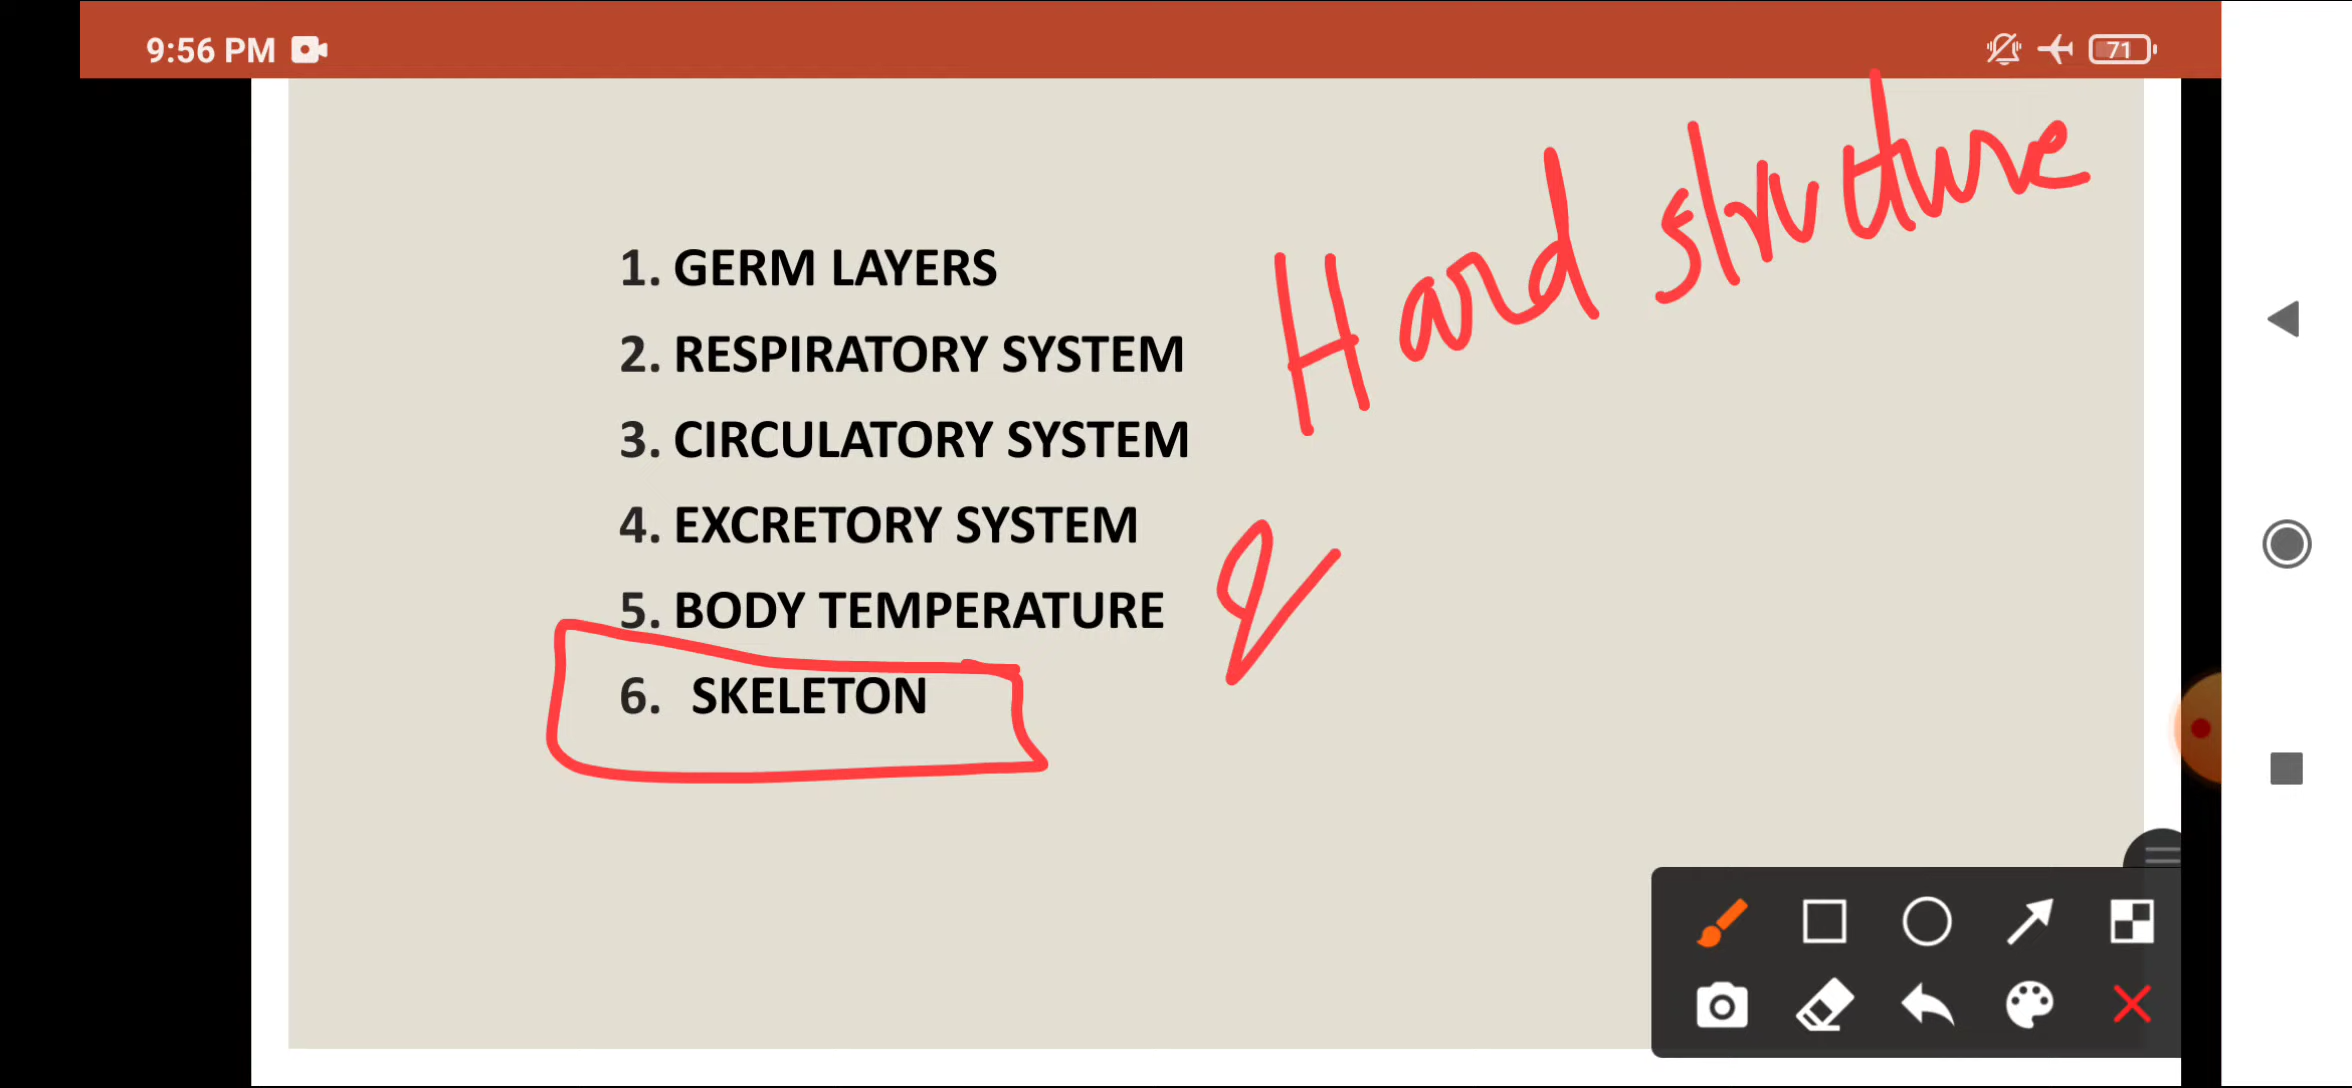 9:56 PM
71
Hard structure
1. GERM LAYERS
2. RESPIRATORY SYSTEM
3. CIRCULATORY SYSTEM
4. EXCRETORY SYSTEM
5. BODY TEMPERATURE
6. SKELETON